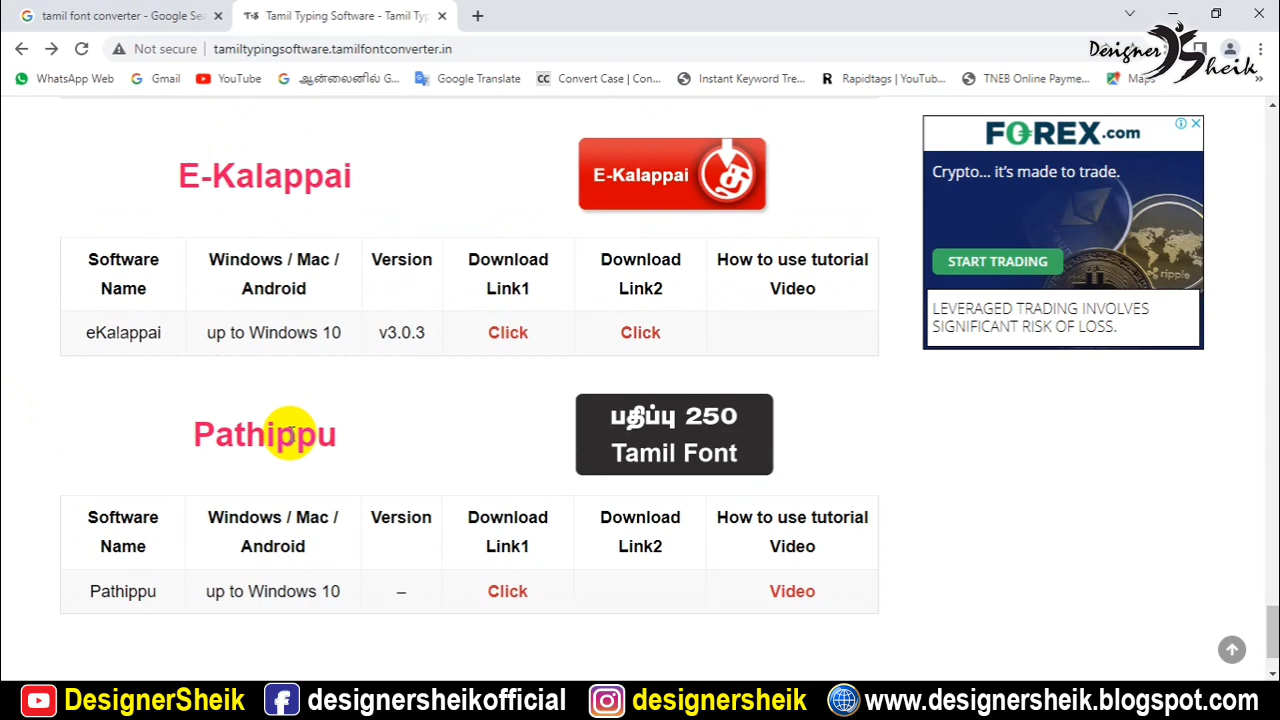 tamil font converter - Google Se
Tamil Typing Software - Tamil Typ
Not secure
tamiltypingsoftware.tamilfontconverter.in
Designer
Sheik
WhatsApp Web
Gmail
YouTube
ஆன்லைனில் G...
Google Translate
CC
Convert Case | Con...
Instant Keyword Tre...
R
Rapidtags | YouTub...
TNEB Online Payme...
Maps
E-Kalappai
E-Kalappai
Software Name
Windows / Mac / Android
Version
Download Link1
Download Link2
How to use tutorial Video
eKalappai
up to Windows 10
v3.0.3
Click
Click
FOREX.com
Crypto... it's made to trade.
ripple
START TRADING
LEVERAGED TRADING INVOLVES
SIGNIFICANT RISK OF LOSS.
Pathippu
பதிப்பு 250
Tamil Font
Software Name
Windows / Mac / Android
Version
Download Link1
Download Link2
How to use tutorial Video
Pathippu
up to Windows 10
–
Click
Video
DesignerSheik
designersheikofficial
designersheik
www.designersheik.blogspot.com